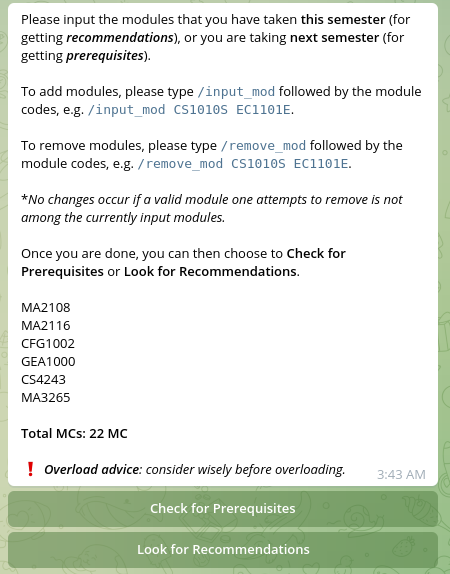 Please input the modules that you have taken this semester (for
getting recommendations), or you are taking next semester (for
getting prerequisites).
To add modules, please type /input_mod followed by the module
codes, e.g. /input_mod CS1010S EC1101E.
To remove modules, please type /remove_mod followed by the
module codes, e.g. /remove_mod CS1010S EC1101E.
*No changes occur if a valid module one attempts to remove is not
among the currently input modules.
Once you are done, you can then choose to Check for
Prerequisites or Look for Recommendations.
MA2108
MA2116
CFG1002
GEA1000
CS4243
MA3265
Total MCs: 22 MC
❗ Overload advice: consider wisely before overloading.
3:43 AM
Check for Prerequisites
Look for Recommendations